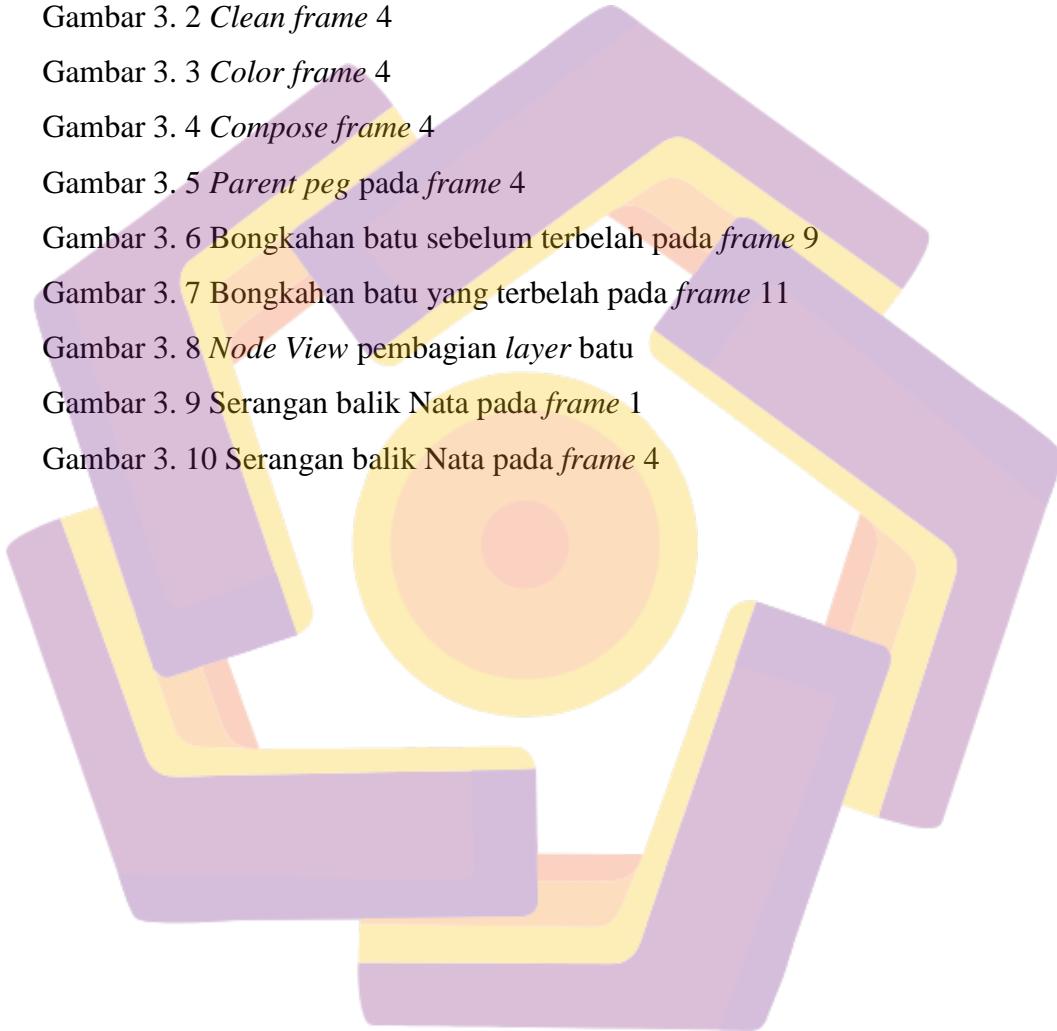 Gambar 3. 2 Clean frame 4
Gambar 3. 3 Color frame 4
Gambar 3. 4 Compose frame 4
Gambar 3. 5 Parent peg pada frame 4
Gambar 3. 6 Bongkahan batu sebelum terbelah pada frame 9
Gambar 3. 7 Bongkahan batu yang terbelah pada frame 11
Gambar 3. 8 Node View pembagian layer batu
Gambar 3. 9 Serangan balik Nata pada frame 1
Gambar 3. 10 Serangan balik Nata pada frame 4